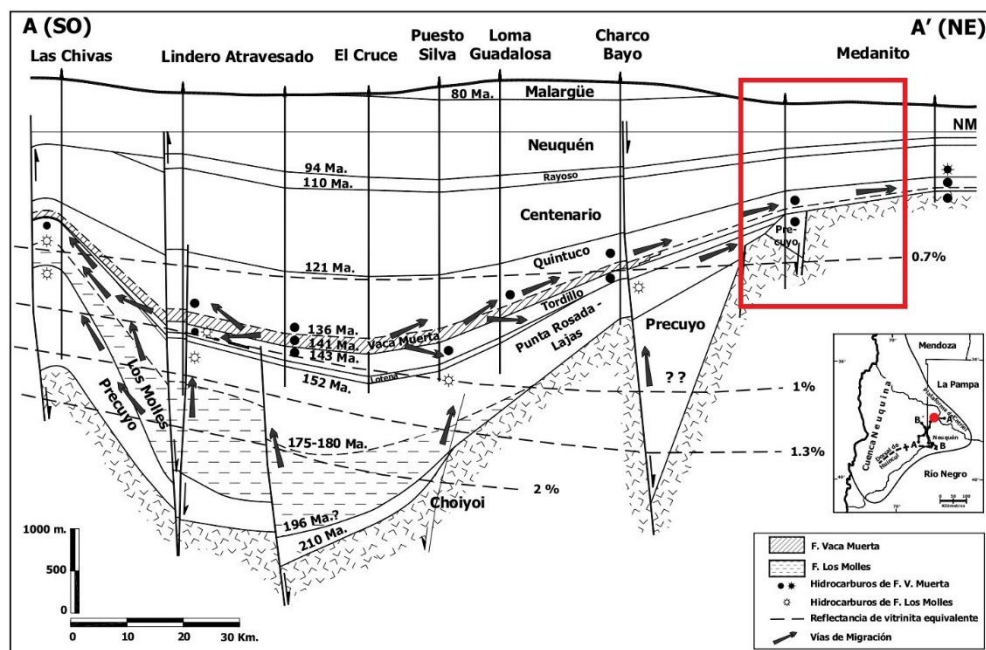 A (SO)
A' (NE)
Las Chivas
Lindero Atravesado
El Cruce
Puesto
Silva
Loma
Guadalosa
Charco
Bayo
Medanito
80 Ma.
Malargüe
NM
Neuquén
94 Ma.
Rayoso
110 Ma.
Centenario
Pre-
cuyo
121 Ma.
Quintuco
0.7%
136 Ma.
Vaca Muerta
Tordillo
141 Ma.
143 Ma.
Lotena
152 Ma.
Punta Rosada -
Lajas
Precuyo
??
1%
Los Molles
Precuyo
175-180 Ma.
1.3%
2 %
Choiyoi
196 Ma.?
210 Ma.
1000 m.
500
0
0 10 20 30 Km.
Mendoza
La Pampa
Cuenca Neuquina
Neuquén
A
A'
B'
B
Río Negro
F. Vaca Muerta
F. Los Molles
Hidrocarburos de F. V. Muerta
Hidrocarburos de F. Los Molles
Reflectancia de vitrinita equivalente
Vías de Migración